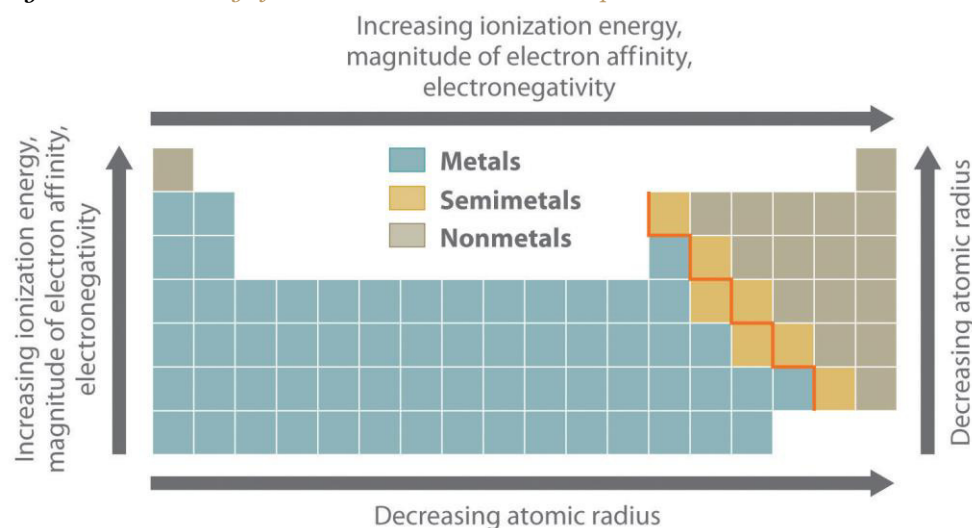 Increasing ionization energy,
magnitude of electron affinity,
electronegativity
Increasing ionization energy,
magnitude of electron affinity,
electronegativity
Metals
Semimetals
Nonmetals
Decreasing atomic radius
Decreasing atomic radius